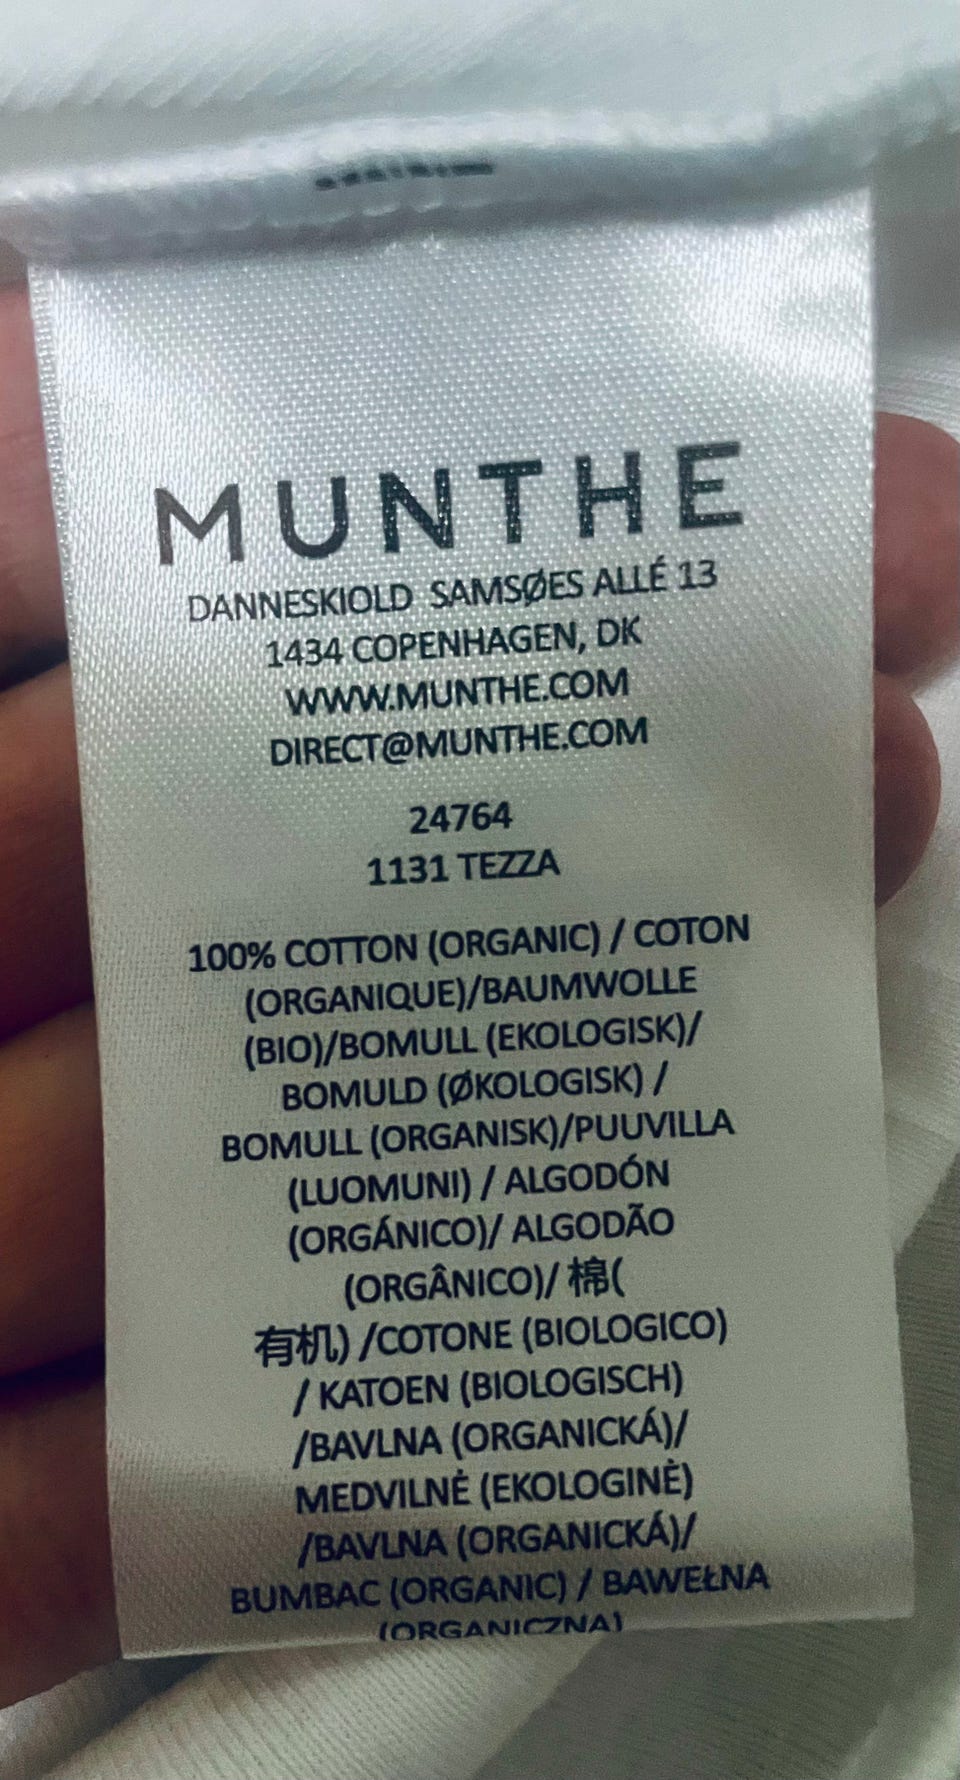 MUNTHE
DANNESKIOLD SAMSØES ALLÉ 13
1434 COPENHAGEN, DK
WWW.MUNTHE.COM
DIRECT@MUNTHE.COM
24764
1131 TEZZA
100% COTTON (ORGANIC) / COTON
(ORGANIQUE)/BAUMWOLLE
(BIO)/BOMULL (EKOLOGISK)/
BOMULD (ØKOLOGISK) /
BOMULL (ORGANISK)/PUUVILLA
(LUOMUNI) / ALGODÓN
(ORGÁNICO)/ ALGODÃO
(ORGÂNICO)/ 棉(
有机) /COTONE (BIOLOGICO)
/ KATOEN (BIOLOGISCH)
/BAVLNA (ORGANICKÁ)/
MEDVILNĖ (EKOLOGINĖ)
/BAVLNA (ORGANICKÁ)/
BUMBAC (ORGANIC) / BAWEŁNA
(ORGANICZNA)